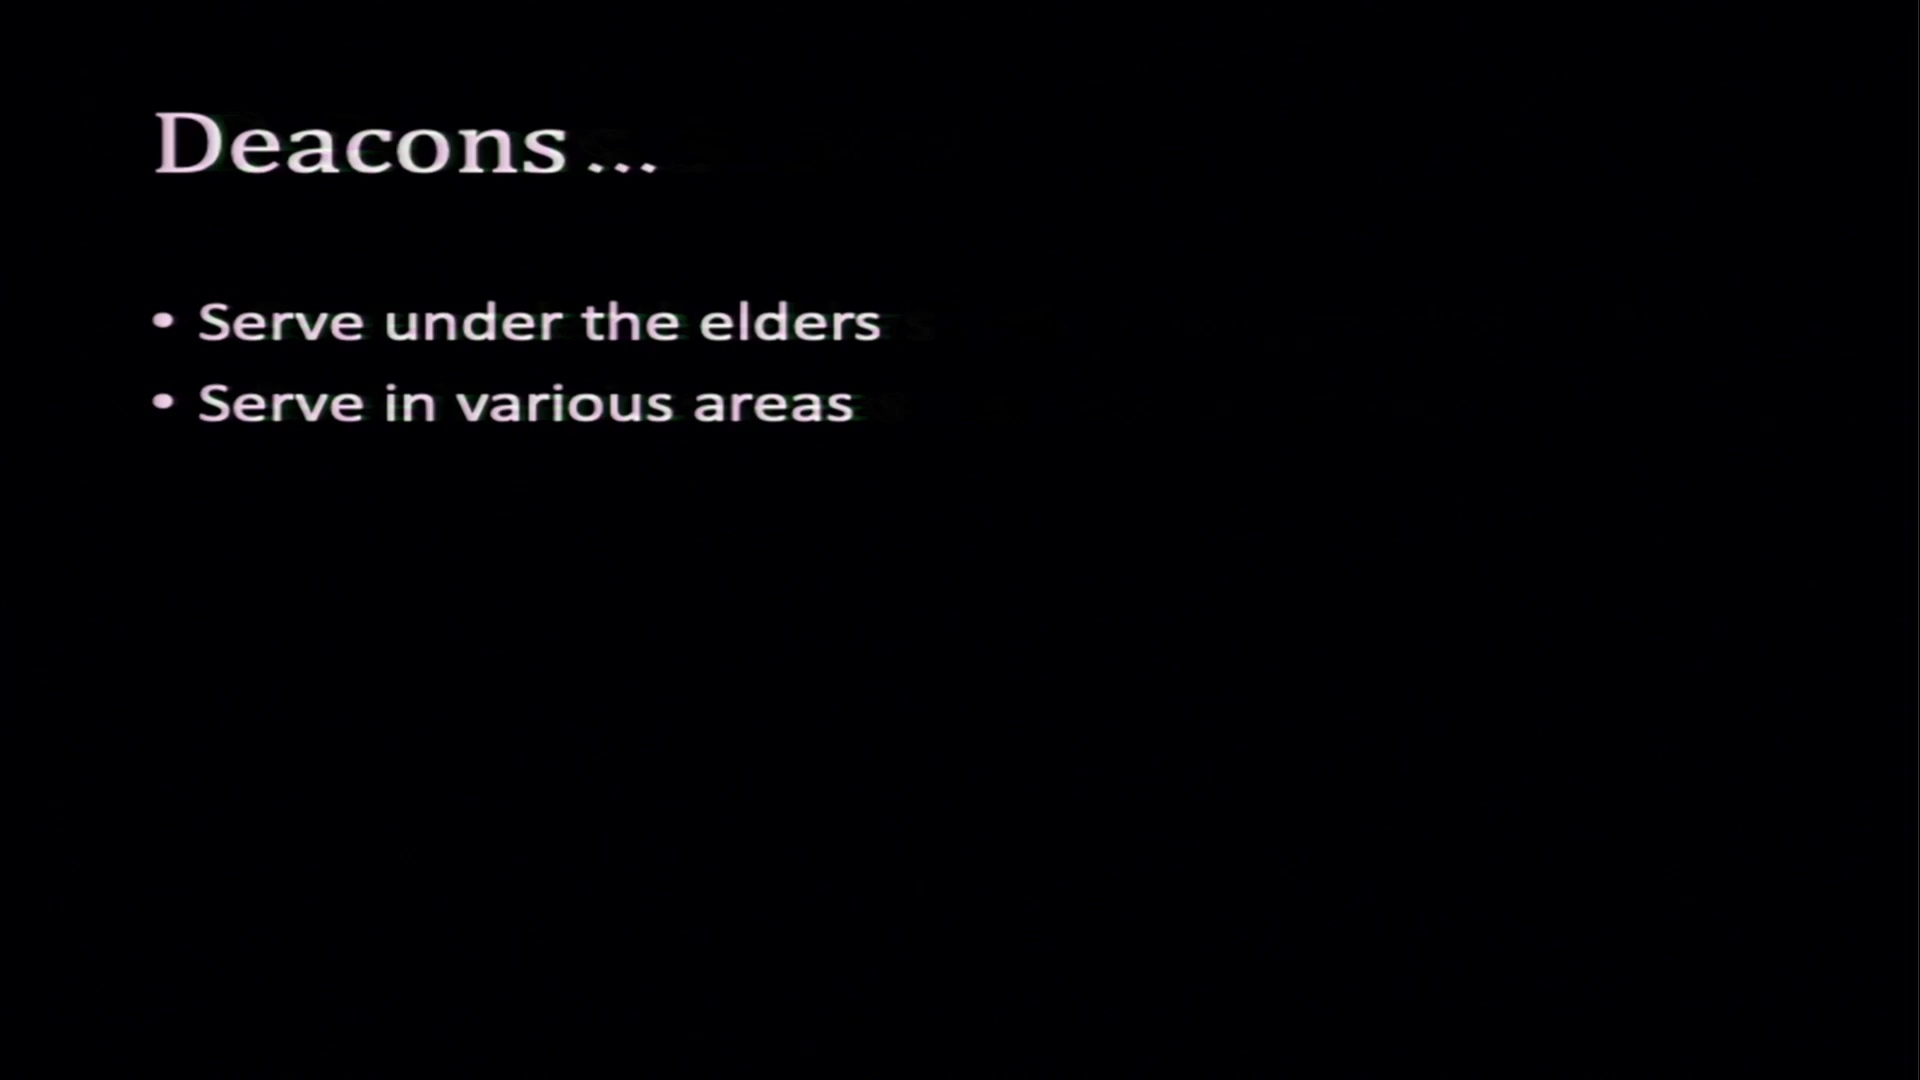 Deacons ...
• Serve under the elders
• Serve in various areas